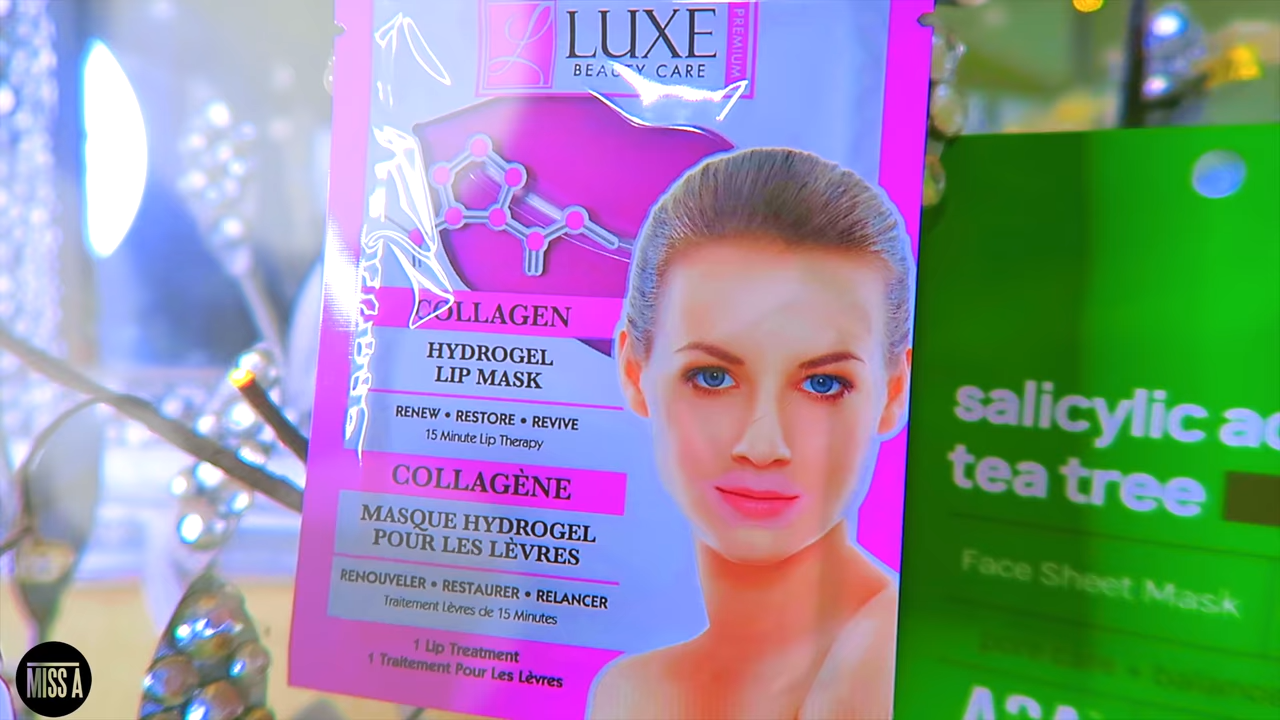 LUXE
PREMIUM
BEAUTY CARE
COLLAGEN
HYDROGEL
LIP MASK
RENEW • RESTORE • REVIVE
15 Minute Lip Therapy
COLLAGÈNE
MASQUE HYDROGEL
POUR LES LÈVRES
RENOUVELER • RESTAURER • RELANCER
Traitement Lèvres de 15 Minutes
1 Lip Treatment
1 Traitement Pour Les Lèvres
salicylic
tea tree
Face Sheet Mask
MISS A